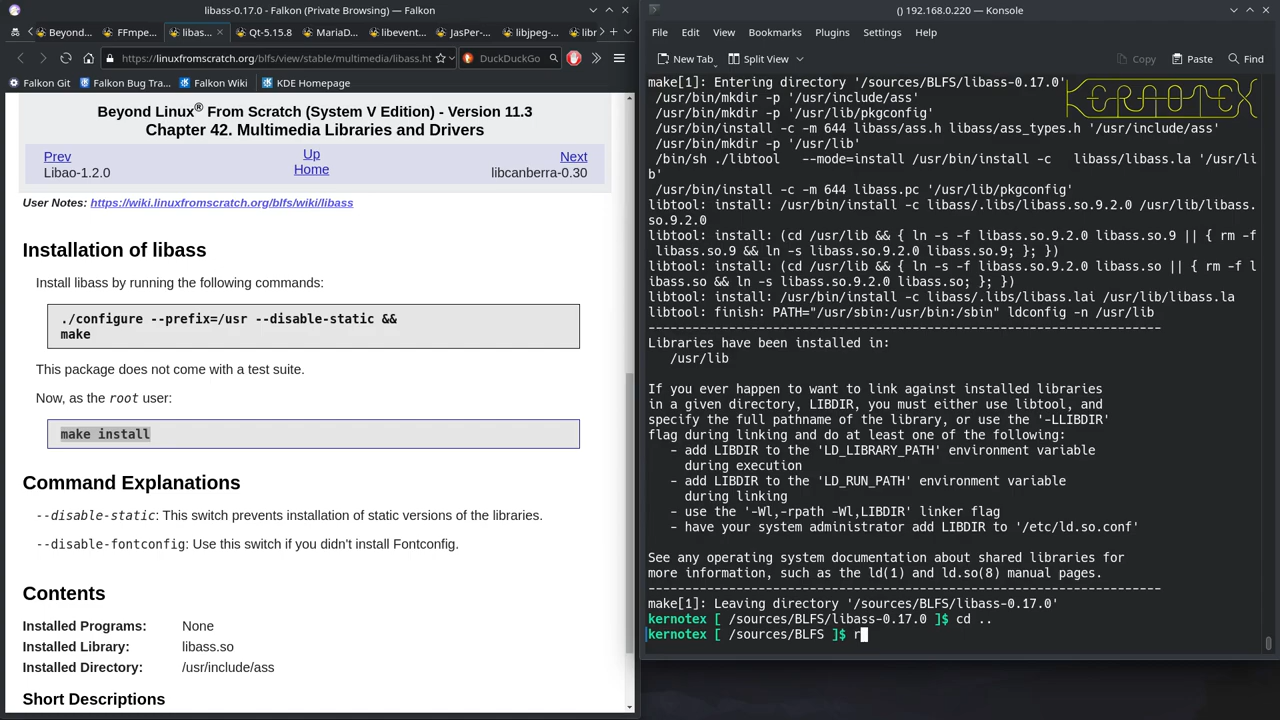 libass-0.17.0 - Falkon (Private Browsing) — Falkon
Beyond
FFmpe
libas
Qt-5.15.8
MariaD
libevent
JasPer-
libjpeg-
libr
https://linuxfromscratch.org/blfs/view/stable/multimedia/libass.ht
DuckDuckGo
Falkon Git
Falkon Bug Tra...
Falkon Wiki
KDE Homepage
Beyond Linux® From Scratch (System V Edition) - Version 11.3
Chapter 42. Multimedia Libraries and Drivers
Prev
Up
Next
Libao-1.2.0
Home
libcanberra-0.30
User Notes: https://wiki.linuxfromscratch.org/blfs/wiki/libass
Installation of libass
Install libass by running the following commands:
./configure --prefix=/usr --disable-static &&
make
This package does not come with a test suite.
Now, as the root user:
make install
Command Explanations
--disable-static: This switch prevents installation of static versions of the libraries.
--disable-fontconfig: Use this switch if you didn't install Fontconfig.
Contents
Installed Programs: None
Installed Library: libass.so
Installed Directory: /usr/include/ass
Short Descriptions
() 192.168.0.220 — Konsole
File Edit View Bookmarks Plugins Settings Help
New Tab Split View Copy Paste Find
KERNOTEX
make[1]: Entering directory '/sources/BLFS/libass-0.17.0'
/usr/bin/mkdir -p '/usr/include/ass'
/usr/bin/mkdir -p '/usr/lib/pkgconfig'
/usr/bin/install -c -m 644 libass/ass.h libass/ass_types.h '/usr/include/ass'
/usr/bin/mkdir -p '/usr/lib'
/bin/sh ./libtool   --mode=install /usr/bin/install -c   libass/libass.la '/usr/li
b'
/usr/bin/install -c -m 644 libass.pc '/usr/lib/pkgconfig'
libtool: install: /usr/bin/install -c libass/.libs/libass.so.9.2.0 /usr/lib/libass.
so.9.2.0
libtool: install: (cd /usr/lib && { ln -s -f libass.so.9.2.0 libass.so.9 || { rm -f
libass.so.9 && ln -s libass.so.9.2.0 libass.so.9; }; })
libtool: install: (cd /usr/lib && { ln -s -f libass.so.9.2.0 libass.so || { rm -f l
ibass.so && ln -s libass.so.9.2.0 libass.so; }; })
libtool: install: /usr/bin/install -c libass/.libs/libass.lai /usr/lib/libass.la
libtool: finish: PATH="/usr/sbin:/usr/bin:/sbin" ldconfig -n /usr/lib
----------------------------------------------------------------------
Libraries have been installed in:
/usr/lib
If you ever happen to want to link against installed libraries
in a given directory, LIBDIR, you must either use libtool, and
specify the full pathname of the library, or use the '-LLIBDIR'
flag during linking and do at least one of the following:
- add LIBDIR to the 'LD_LIBRARY_PATH' environment variable
during execution
- add LIBDIR to the 'LD_RUN_PATH' environment variable
during linking
- use the '-Wl,-rpath -Wl,LIBDIR' linker flag
- have your system administrator add LIBDIR to '/etc/ld.so.conf'
See any operating system documentation about shared libraries for
more information, such as the ld(1) and ld.so(8) manual pages.
----------------------------------------------------------------------
make[1]: Leaving directory '/sources/BLFS/libass-0.17.0'
kernotex [ /sources/BLFS/libass-0.17.0 ]$ cd ..
kernotex [ /sources/BLFS ]$ r